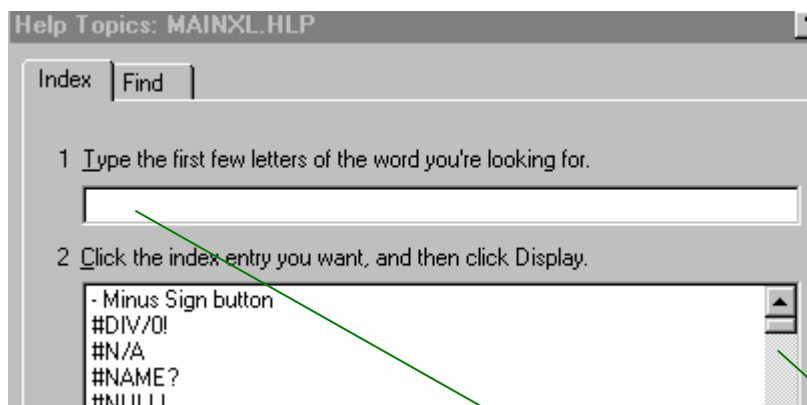 Help Topics: MAINXL.HLP
Index Find
1 Type the first few letters of the word you're looking for.
2 Click the index entry you want, and then click Display.
- Minus Sign button
#DIV/0!
#N/A
#NAME?